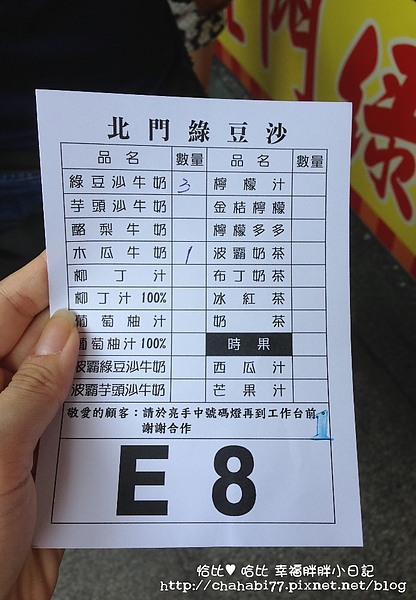 北門綠豆沙
品名 數量 品名 數量
綠豆沙牛奶 3 檸檬汁
芋頭沙牛奶 金桔檸檬
酪梨牛奶 檸檬多多
木瓜牛奶 1 波霸奶茶
柳丁汁 布丁奶茶
柳丁汁100% 冰紅茶
葡萄柚汁 奶茶
葡萄柚汁100% 時果
波霸綠豆沙牛奶 西瓜汁
波霸芋頭沙牛奶 芒果汁
敬愛的顧客：請於亮手中號碼燈再到工作台前,
謝謝合作
1
E 8
恰比♥哈比 幸福胖胖小日記
http://chahabi77.pixnet.net/blog